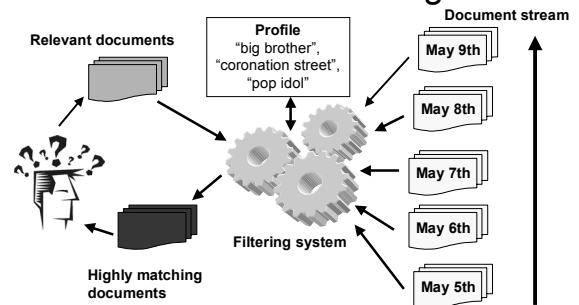 Document stream
Relevant documents
Profile
“big brother”,
“coronation street”,
“pop idol”
May 9th
May 8th
May 7th
May 6th
May 5th
Filtering system
Highly matching
documents